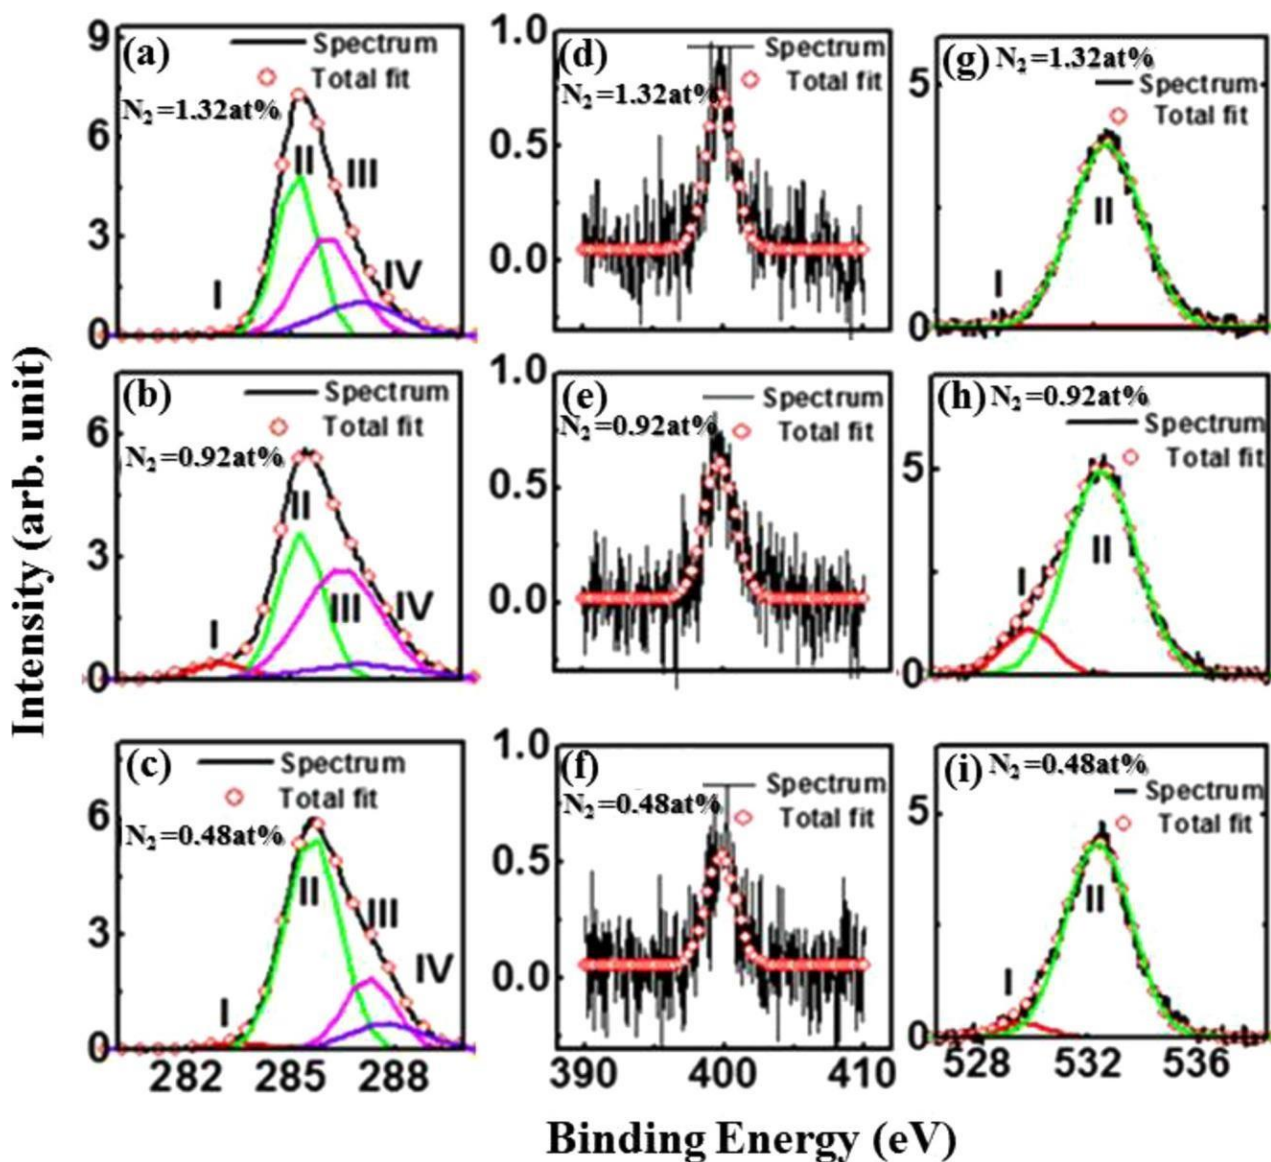 Intensity (arb. unit)
(a)
Spectrum
Total fit
N2=1.32at%
I
II
III
IV
9
6
3
0
(d)
Spectrum
Total fit
N2=1.32at%
1.0
0.5
0.0
(g) N2=1.32at%
Spectrum
Total fit
I
II
5
0
(b)
Spectrum
Total fit
N2=0.92at%
I
II
III
IV
6
3
0
(e)
Spectrum
Total fit
N2=0.92at%
1.0
0.5
0.0
(h) N2=0.92at%
Spectrum
Total fit
I
II
5
0
(c)
Spectrum
Total fit
N2=0.48at%
I
II
III
IV
6
3
0
282 285 288
(f)
Spectrum
Total fit
N2=0.48at%
1.0
0.5
0.0
390 400 410
(i) N2=0.48at%
Spectrum
Total fit
I
II
5
0
528 532 536
Binding Energy (eV)